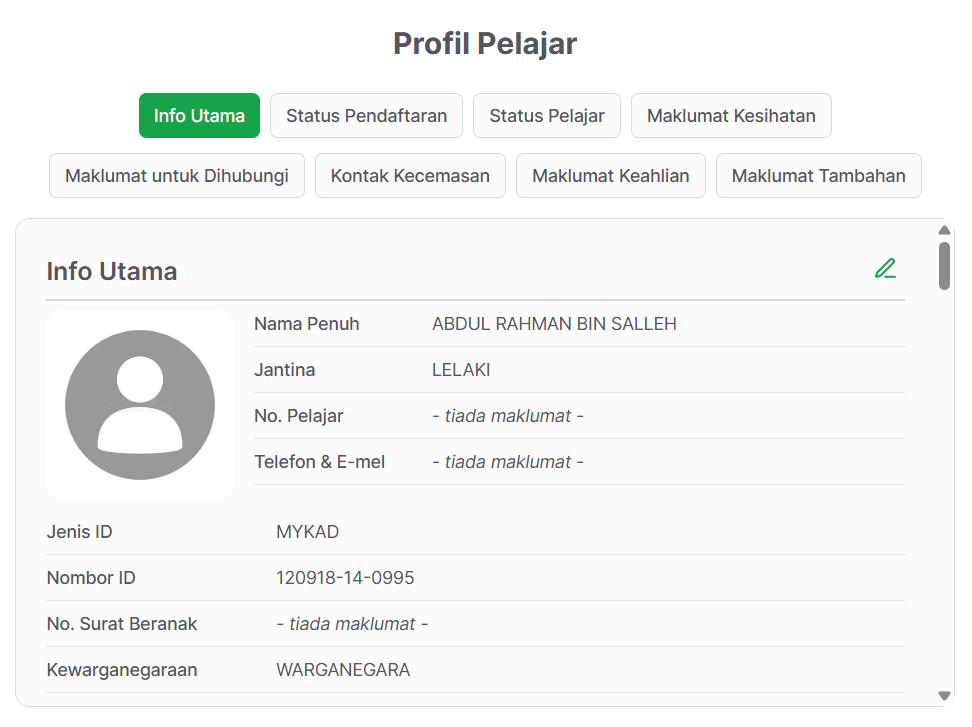 Profil Pelajar
Info Utama Status Pendaftaran Status Pelajar Maklumat Kesihatan
Maklumat untuk Dihubungi Kontak Kecemasan Maklumat Keahlian Maklumat Tambahan
Info Utama
Nama Penuh ABDUL RAHMAN BIN SALLEH
Jantina LELAKI
No. Pelajar - tiada maklumat -
Telefon & E-mel - tiada maklumat -
Jenis ID MYKAD
Nombor ID 120918-14-0995
No. Surat Beranak - tiada maklumat -
Kewarganegaraan WARGANEGARA